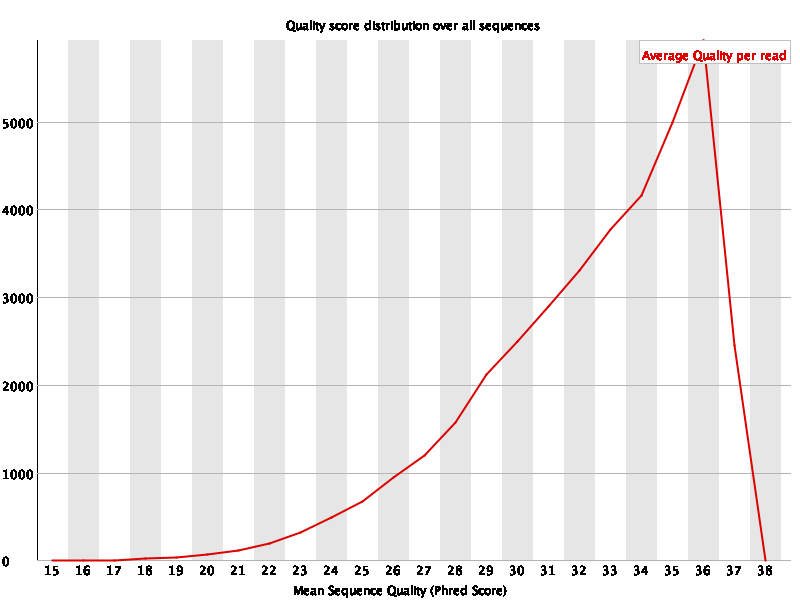 Quality score distribution over all sequences
Average Quality per read
5000
4000
3000
2000
1000
0
15 16 17 18 19 20 21 22 23 24 25 26 27 28 29 30 31 32 33 34 35 36 37 38
Mean Sequence Quality (Phred Score)